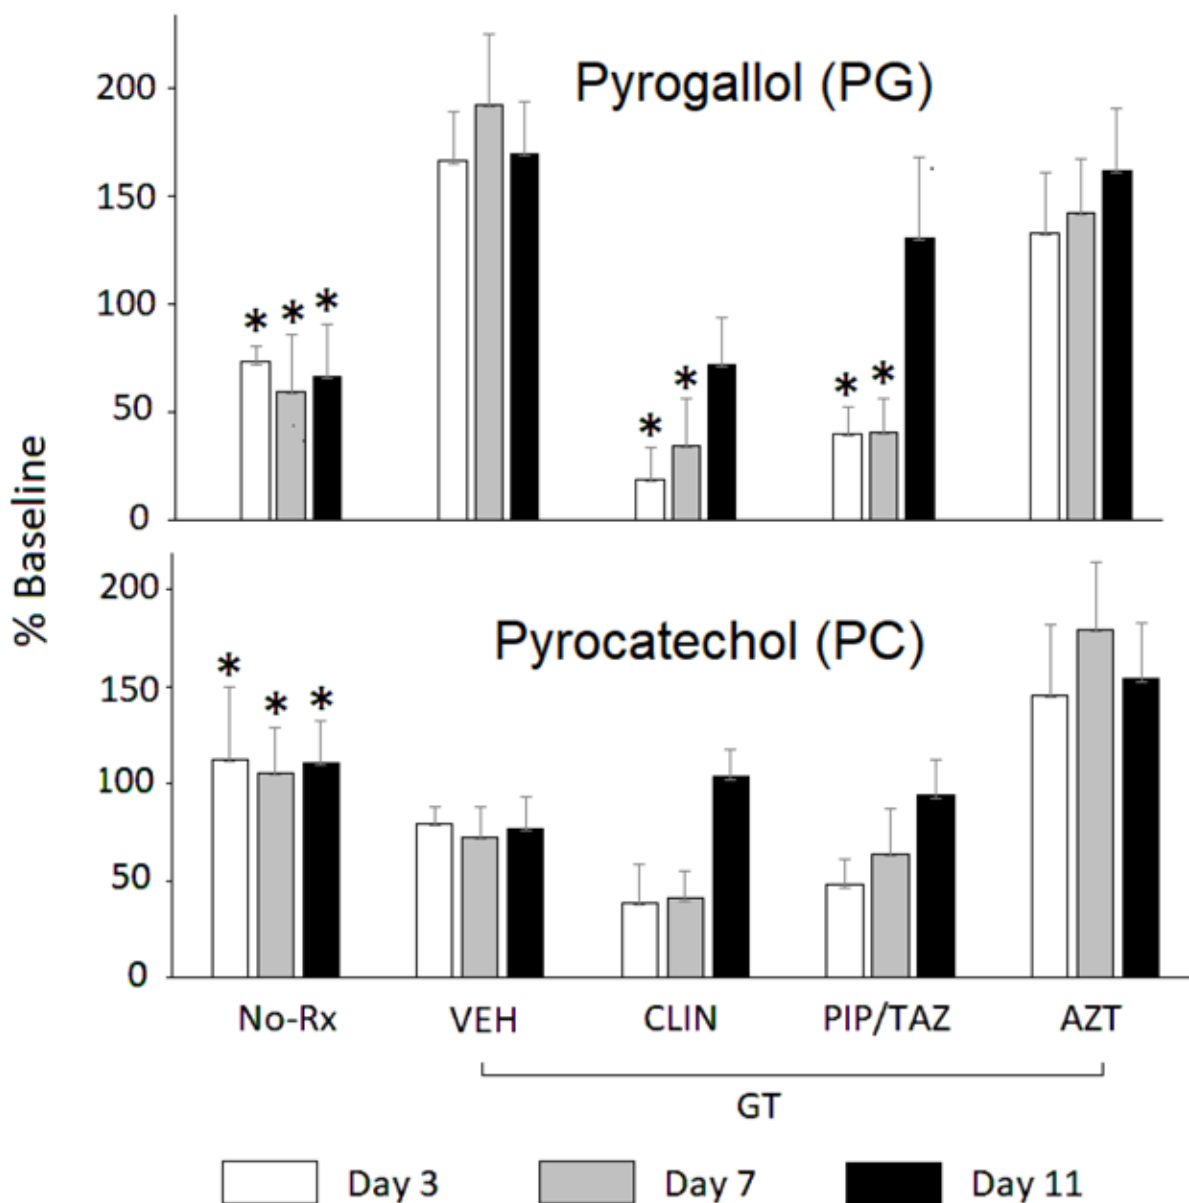 Pyrogallol (PG)
200
150
100
50
0
* * *
* *
* *
% Baseline
Pyrocatechol (PC)
200
150
100
50
0
* * *
No-Rx VEH CLIN PIP/TAZ AZT
GT
Day 3 Day 7 Day 11